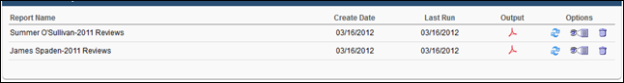 Report Name Create Date Last Run Output Options
Summer O'Sullivan-2011 Reviews 03/16/2012 03/16/2012
James Spaden-2011 Reviews 03/16/2012 03/16/2012